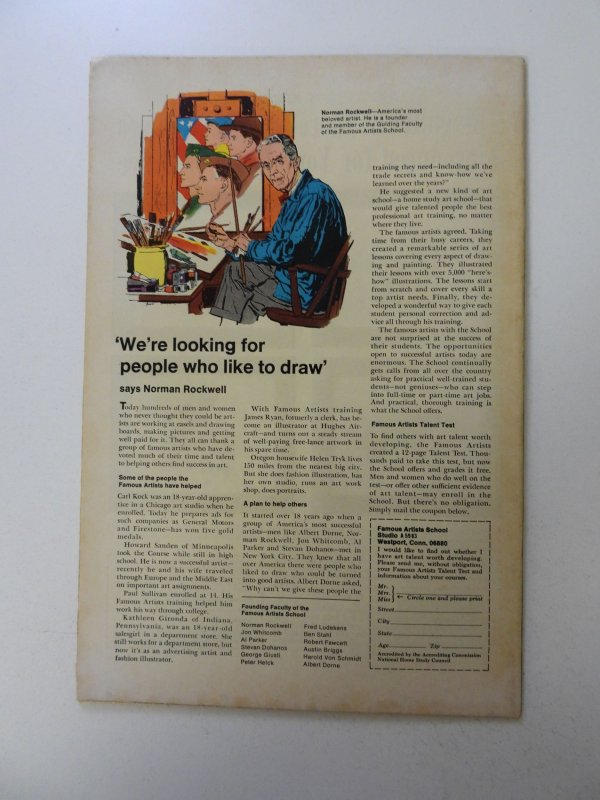 Norman Rockwell—America's most
beloved artist. He is a founder
and member of the Guiding Faculty
of the Famous Artists School.
'We're looking for
people who like to draw'
says Norman Rockwell
Today hundreds of men and women
who never thought they could be art-
ists are working at easels and drawing
boards, making pictures and getting
well paid for it. They all can thank a
group of famous artists who have de-
voted much of their time and talent
to helping others find success in art.
Some of the people the
Famous Artists have helped
Carl Kock was an 18-year-old appren-
tice in a Chicago art studio when he
enrolled. Today he prepares ads for
such companies as General Motors
and Firestone—has won five gold
medals.
Howard Sanden of Minneapolis
took the Course while still in high
school. He is now a successful artist—
recently he and his wife traveled
through Europe and the Middle East
on important art assignments.
Paul Sullivan enrolled at 14. His
Famous Artists training helped him
work his way through college.
Kathleen Gironda of Indiana,
Pennsylvania, was an 18-year-old
salesgirl in a department store. She
still works for a department store, but
now it's as an advertising artist and
fashion illustrator.
With Famous Artists training
James Ryan, formerly a clerk, has be-
come an illustrator at Hughes Air-
craft—and turns out a steady stream
of well-paying free-lance artwork in
his spare time.
Oregon housewife Helen Tryk lives
150 miles from the nearest big city.
But she does fashion illustration, has
her own studio, runs an art work
shop, does portraits.
A plan to help others
It started over 18 years ago when a
group of America's most successful
artists—men like Albert Dorne, Nor-
man Rockwell, Jon Whitcomb, Al
Parker and Stevan Dohanos—met in
New York City. They knew that all
over America there were people who
liked to draw who could be turned
into good artists. Albert Dorne asked,
"Why can't we give these people the
Founding Faculty of the
Famous Artists School
Norman Rockwell
Jon Whitcomb
Al Parker
Stevan Dohanos
George Giusti
Peter Helck
Fred Ludekens
Ben Stahl
Robert Fawcett
Austin Briggs
Harold Von Schmidt
Albert Dorne
training they need—including all the
trade secrets and know-how we've
learned over the years?"
He suggested a new kind of art
school—a home study art school—that
would give talented people the best
professional art training, no matter
where they live.
The famous artists agreed. Taking
time from their busy careers, they
created a remarkable series of art
lessons covering every aspect of draw-
ing and painting. They illustrated
their lessons with over 5,000 "here's-
how" illustrations. The lessons start
from scratch and cover every skill a
top artist needs. Finally, they de-
veloped a wonderful way to give each
student personal correction and ad-
vice all through his training.
The famous artists with the School
are not surprised at the success of
their students. The opportunities
open to successful artists today are
enormous. The School continually
gets calls from all over the country
asking for practical well-trained stu-
dents—not geniuses—who can step
into full-time or part-time art jobs.
And practical, thorough training is
what the School offers.
Famous Artists Talent Test
To find others with art talent worth
developing, the Famous Artists
created a 12-page Talent Test. Thou-
sands paid to take this test, but now
the School offers and grades it free.
Men and women who do well on the
test—or offer other sufficient evidence
of art talent—may enroll in the
School. But there's no obligation.
Simply mail the coupon below.
Famous Artists School
Studio A 5563
Westport, Conn. 06880
I would like to find out whether I
have art talent worth developing.
Please send me, without obligation,
your Famous Artists Talent Test and
information about your courses.
Mr.
Mrs.
Miss ← Circle one and please print
Street
City
State
Age Zip
Accredited by the Accrediting Commission
National Home Study Council